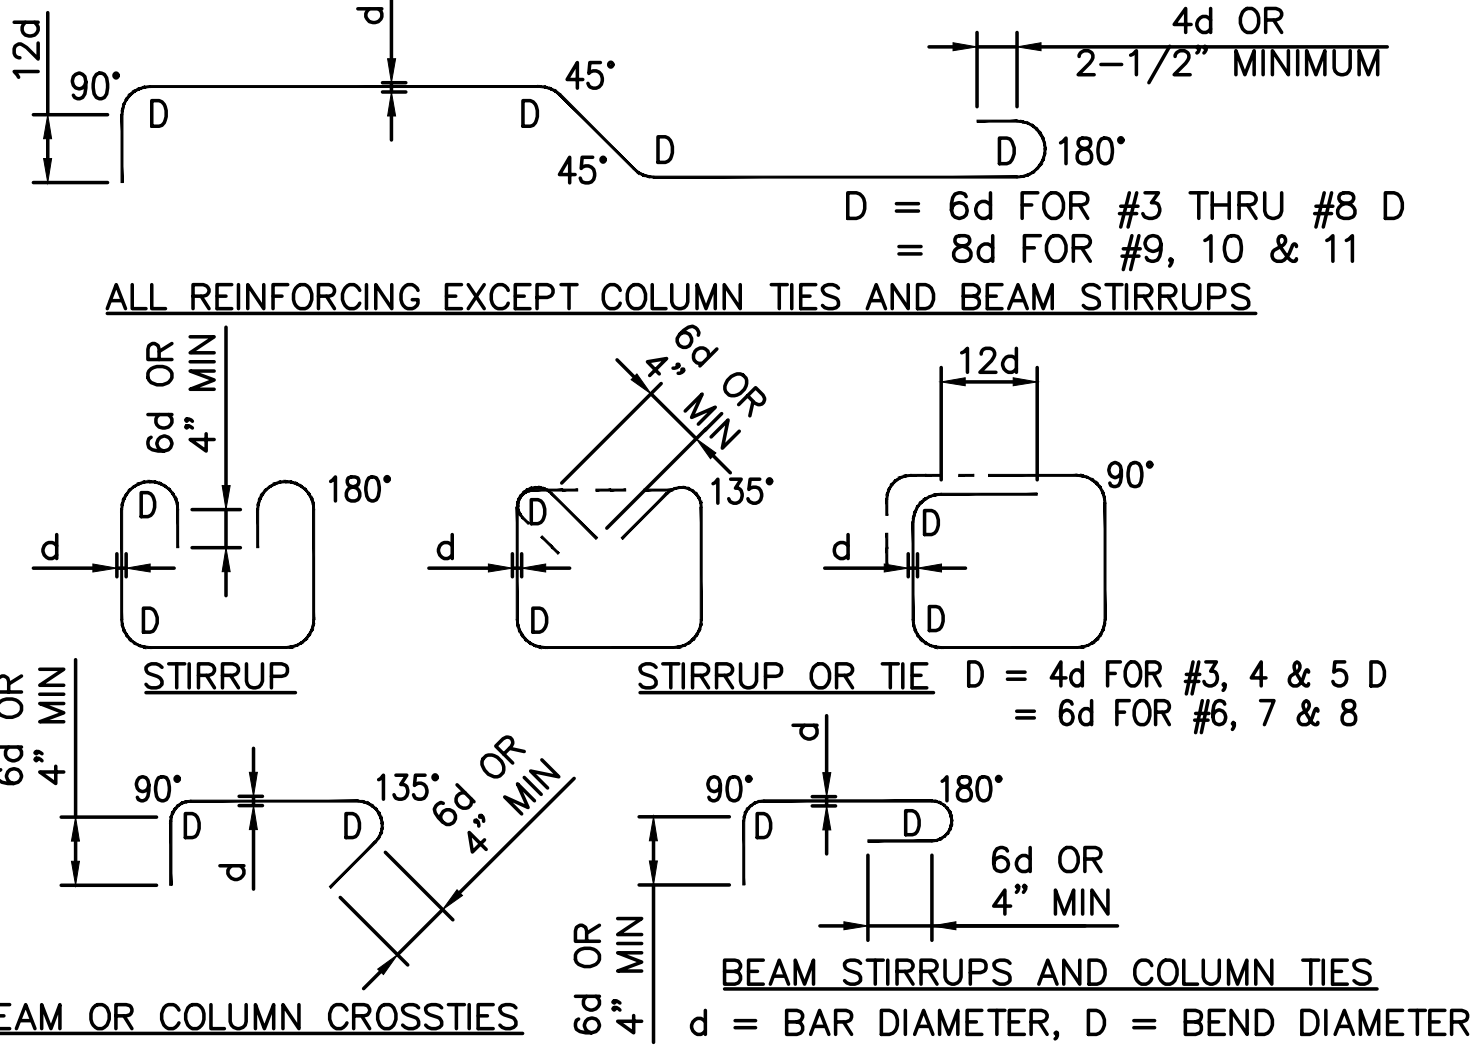 12d
d
4d OR
2-1/2" MINIMUM
90°
45°
D
D
45°
D
D
180°
D = 6d FOR #3 THRU #8 D
= 8d FOR #9, 10 & 11
ALL REINFORCING EXCEPT COLUMN TIES AND BEAM STIRRUPS
6d OR
4" MIN
6d OR
4" MIN
12d
D
180°
D
135°
D
90°
d
d
d
D
D
D
STIRRUP
STIRRUP OR TIE
D = 4d FOR #3, 4 & 5 D
= 6d FOR #6, 7 & 8
6d OR
4" MIN
90°
135°
D
D
d
6d OR
4" MIN
d
90°
180°
D
D
6d OR
4" MIN
6d OR
4" MIN
BEAM STIRRUPS AND COLUMN TIES
EAM OR COLUMN CROSSTIES
d = BAR DIAMETER, D = BEND DIAMETER